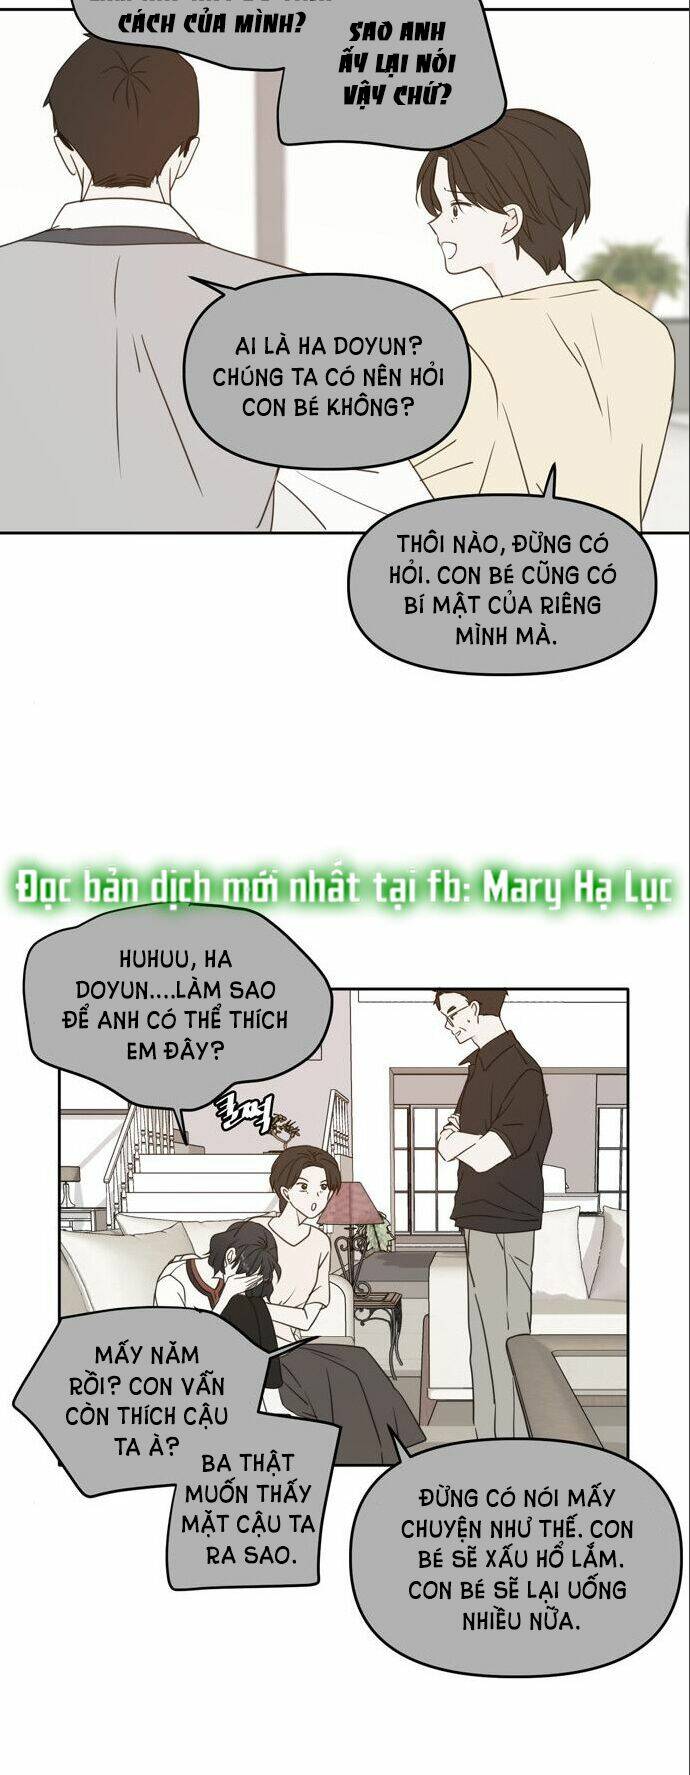 CÁCH CỦA MÌNH?
SAO ANH
ẤY LẠI NÓI
VẬY CHỨ?
AI LÀ HA DOYUN?
CHÚNG TA CÓ NÊN HỎI
CON BÉ KHÔNG?
THÔI NÀO, ĐỪNG CÓ
HỎI. CON BÉ CŨNG CÓ
BÍ MẬT CỦA RIÊNG
MÌNH MÀ.
Đọc bản dịch mới nhất tại fb: Mary Hạ Lục
HUHUU, HA
DOYUN....LÀM SAO
ĐỂ ANH CÓ THỂ THÍCH
EM ĐÂY?
훌쩍
MẤY NĂM
RỒI? CON VẪN
CÒN THÍCH CẬU
TA À?
BA THẬT
MUỐN THẤY
MẶT CẬU TA
RA SAO.
ĐỪNG CÓ NÓI MẤY
CHUYỆN NHƯ THẾ. CON
BÉ SẼ XẤU HỔ LẮM.
CON BÉ SẼ LẠI UỐNG
NHIỀU NỮA.